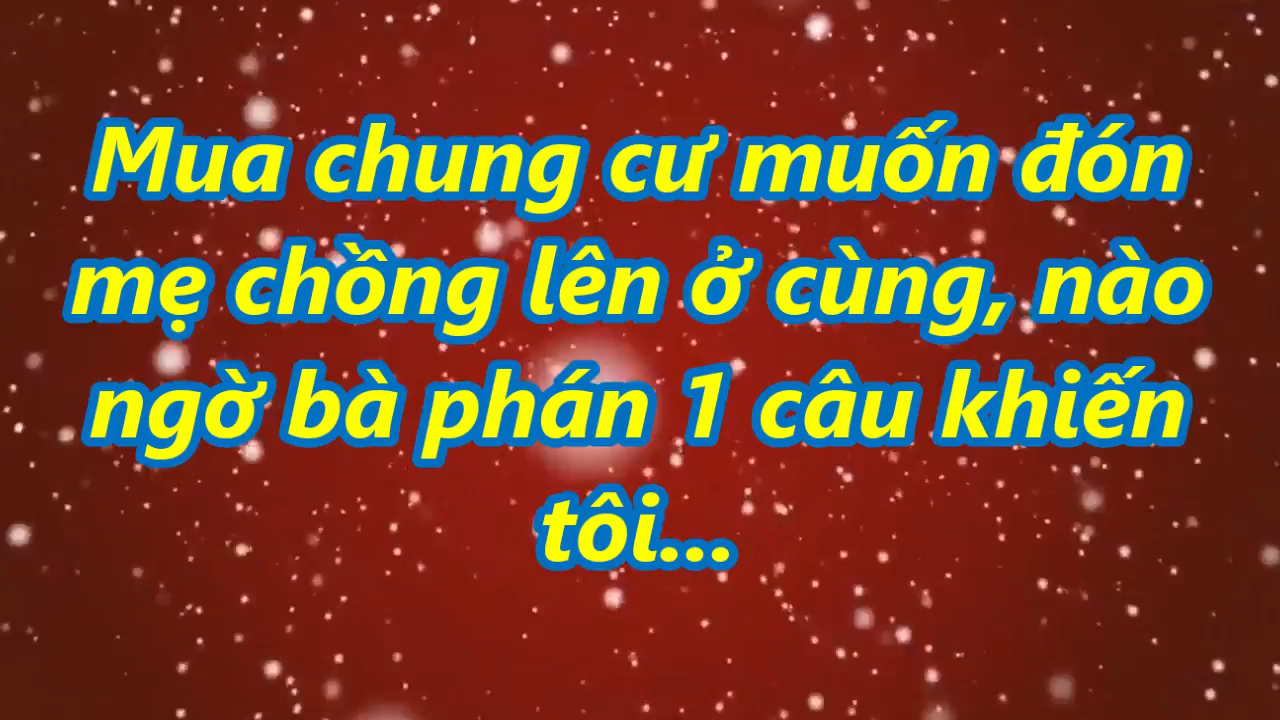 Mua chung cư muốn đón
mẹ chồng lên ở cùng, nào
ngờ bà phán 1 câu khiến
tôi...